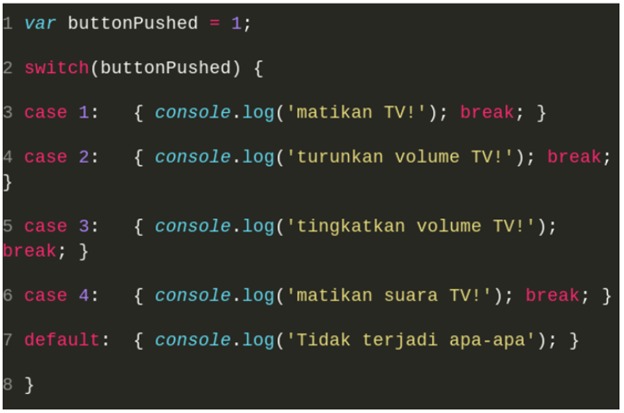 1 var buttonPushed = 1;
2 switch(buttonPushed) {
3 case 1:   { console.log('matikan TV!'); break; }
4 case 2:   { console.log('turunkan volume TV!'); break;
}
5 case 3:   { console.log('tingkatkan volume TV!');
break; }
6 case 4:   { console.log('matikan suara TV!'); break; }
7 default:  { console.log('Tidak terjadi apa-apa'); }
8 }